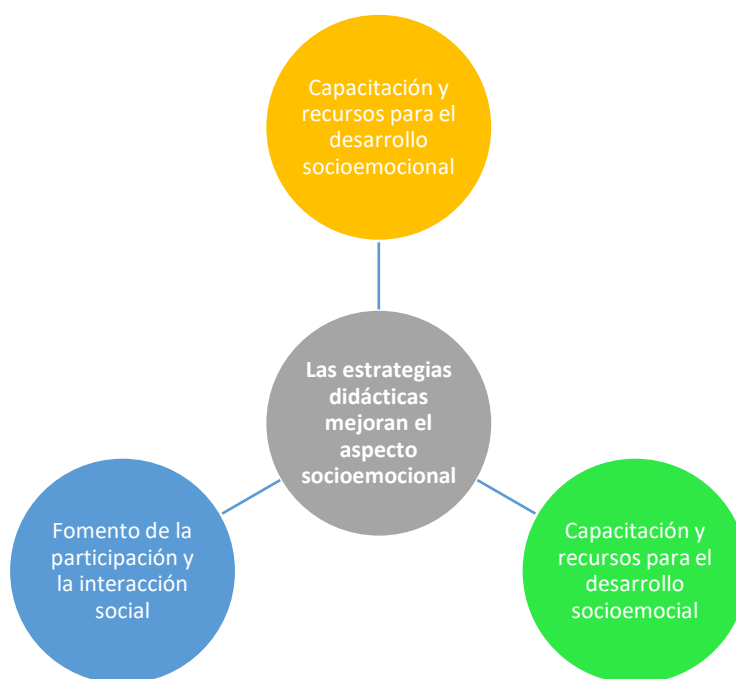 Capacitación y
recursos para el
desarrollo
socioemocional
Las estrategias
didácticas
mejoran el
aspecto
socioemocional
Fomento de la
participación y
la interacción
social
Capacitación y
recursos para el
desarrollo
socioemocial